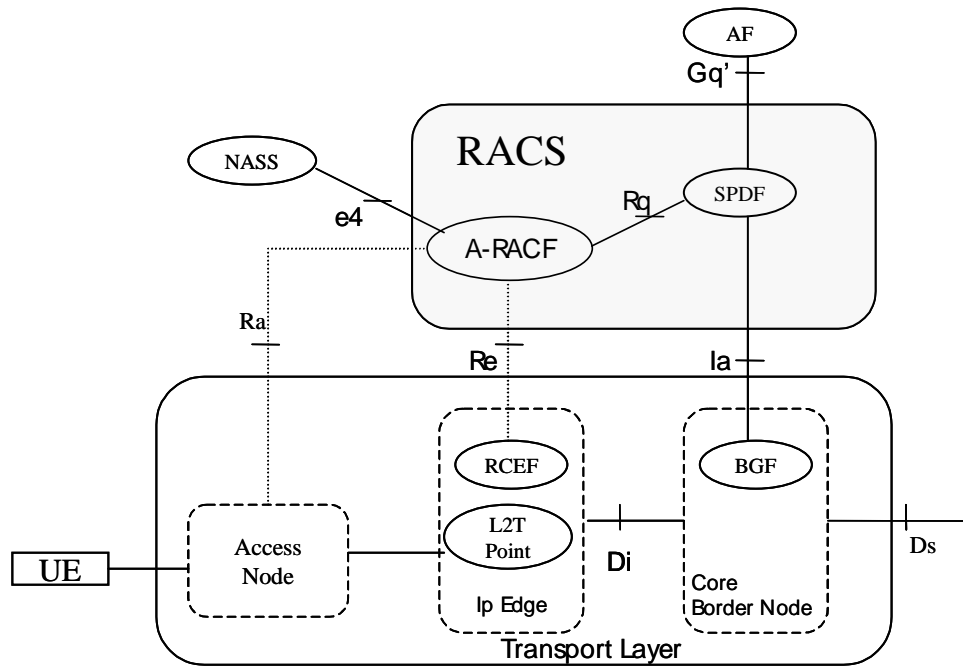 AF
Gq’
RACS
NASS
SPDF
Rq
e4
A-RACF
Ra
Re
Ia
RCEF
BGF
L2T
Point
Access
Node
UE
Di
Ds
Core
Border Node
Ip Edge
Transport Layer